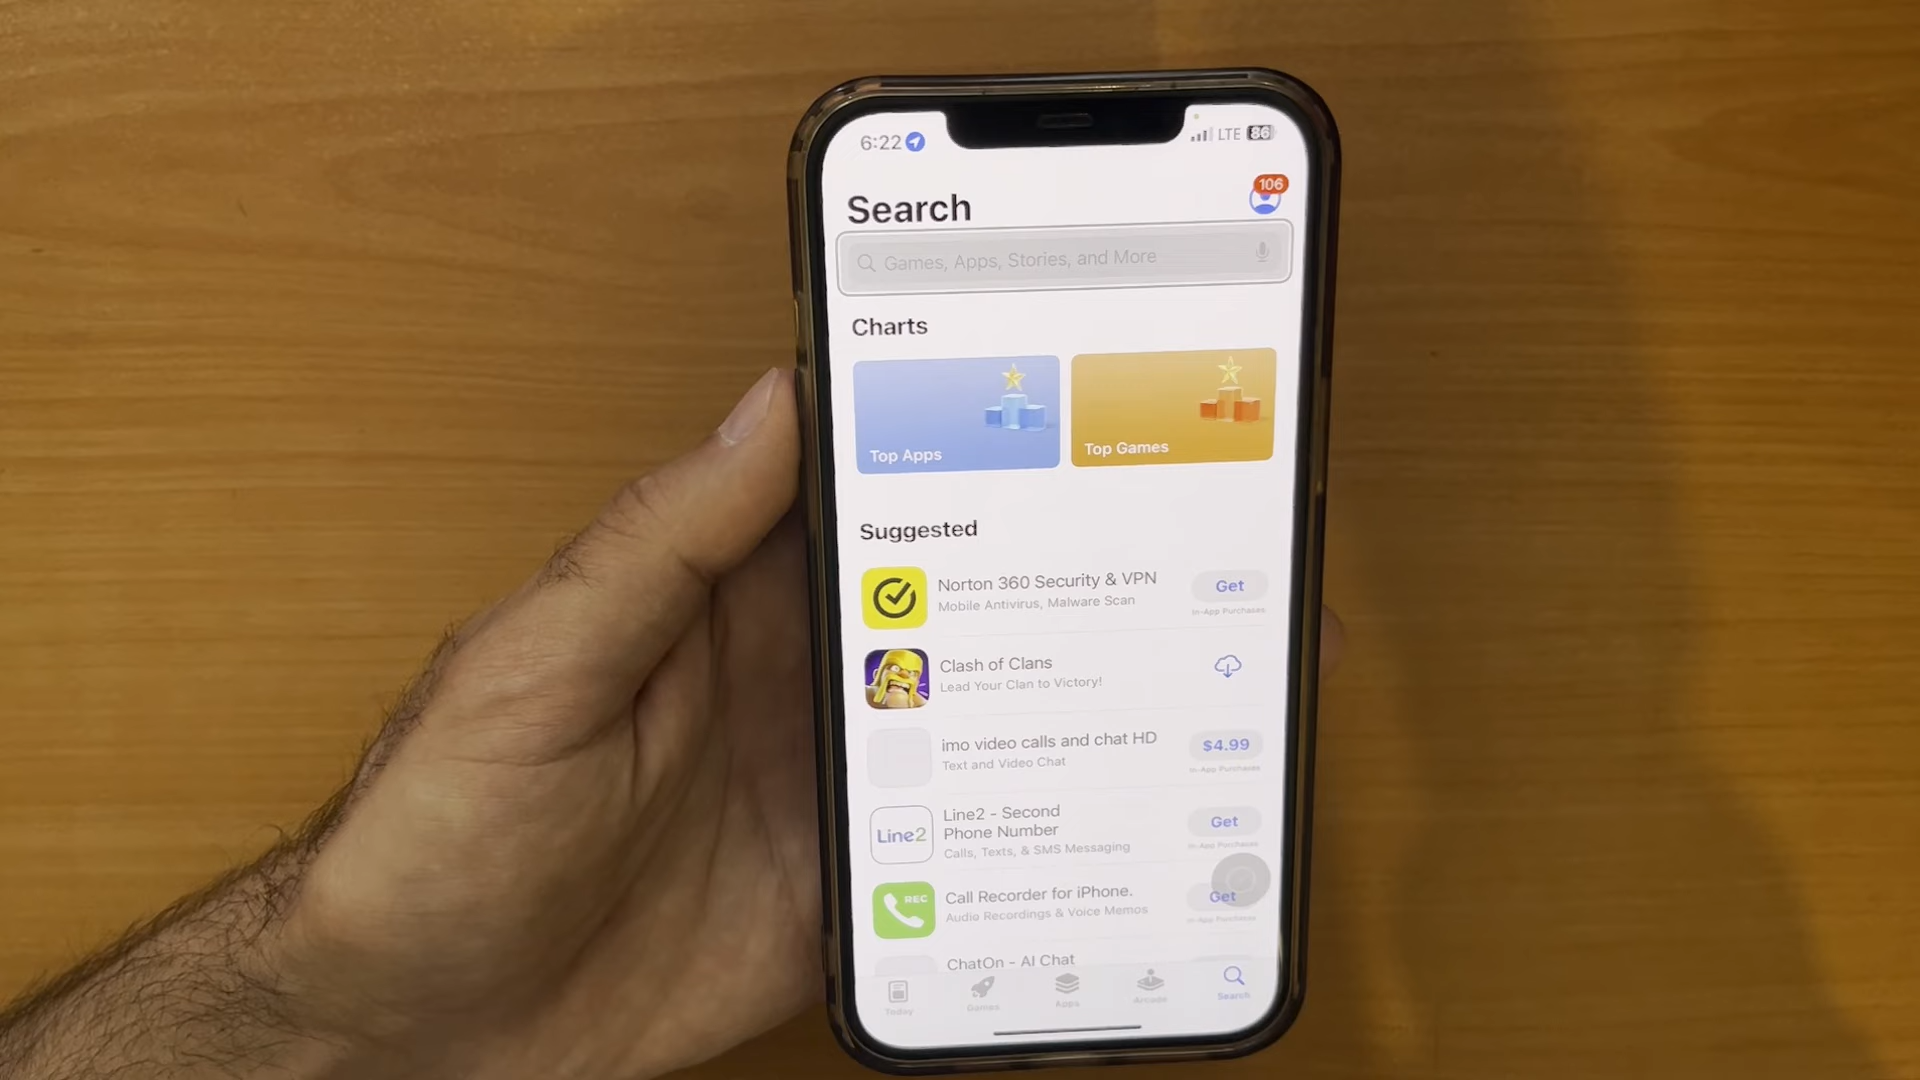 6:22
LTE 86
106
Search
Games, Apps, Stories, and More
Charts
Top Apps
Top Games
Suggested
Norton 360 Security & VPN
Mobile Antivirus, Malware Scan
Get
In-App Purchases
Clash of Clans
Lead Your Clan to Victory!
imo video calls and chat HD
Text and Video Chat
$4.99
In-App Purchases
Line2
Line2 - Second
Phone Number
Calls, Texts, & SMS Messaging
Get
In-App Purchases
REC
Call Recorder for iPhone.
Audio Recordings & Voice Memos
Get
In-App Purchases
ChatOn - AI Chat
Today
Games
Apps
Arcade
Search